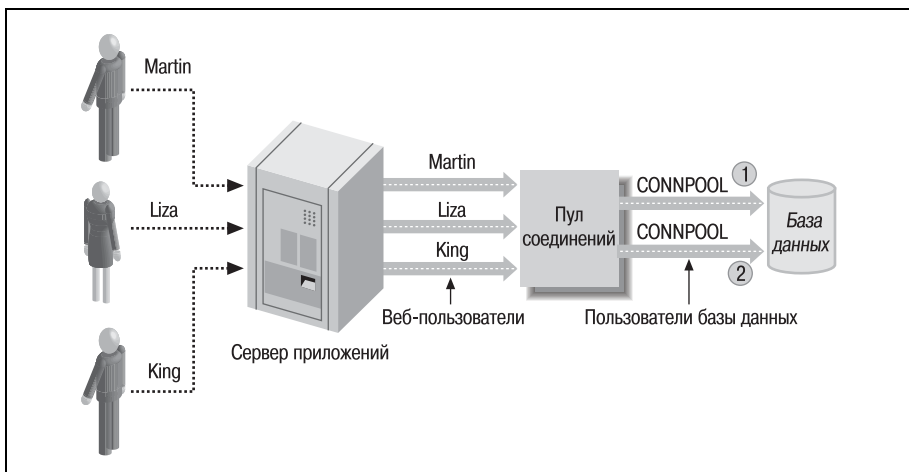 Martin
Liza
King
Сервер приложений
Martin
Liza
King
Веб-пользователи
Пул
соединений
CONNPOOL 1
CONNPOOL
2
Пользователи базы данных
База
данных